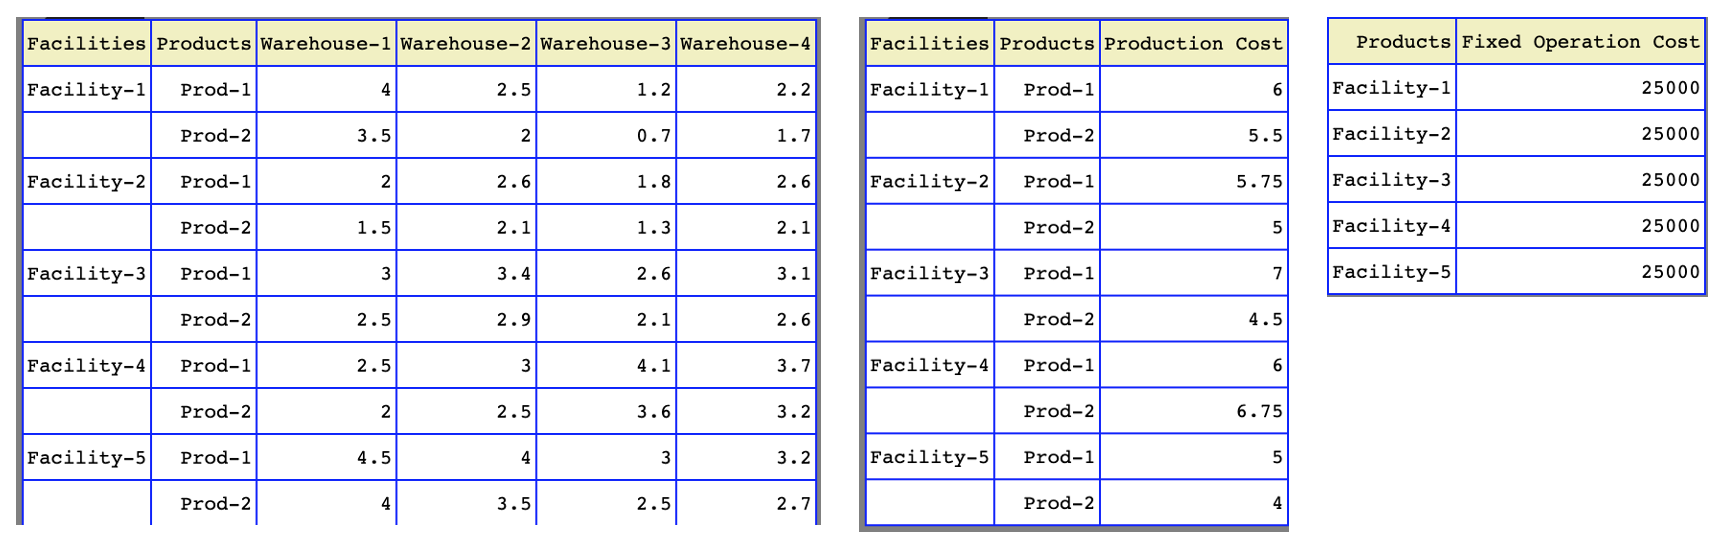 Facilities Products Warehouse-1 Warehouse-2 Warehouse-3 Warehouse-4
Facility-1 Prod-1 4 2.5 1.2 2.2
Prod-2 3.5 2 0.7 1.7
Facility-2 Prod-1 2 2.6 1.8 2.6
Prod-2 1.5 2.1 1.3 2.1
Facility-3 Prod-1 3 3.4 2.6 3.1
Prod-2 2.5 2.9 2.1 2.6
Facility-4 Prod-1 2.5 3 4.1 3.7
Prod-2 2 2.5 3.6 3.2
Facility-5 Prod-1 4.5 4 3 3.2
Prod-2 4 3.5 2.5 2.7
Facilities Products Production Cost
Facility-1 Prod-1 6
Prod-2 5.5
Facility-2 Prod-1 5.75
Prod-2 5
Facility-3 Prod-1 7
Prod-2 4.5
Facility-4 Prod-1 6
Prod-2 6.75
Facility-5 Prod-1 5
Prod-2 4
Products Fixed Operation Cost
Facility-1 25000
Facility-2 25000
Facility-3 25000
Facility-4 25000
Facility-5 25000